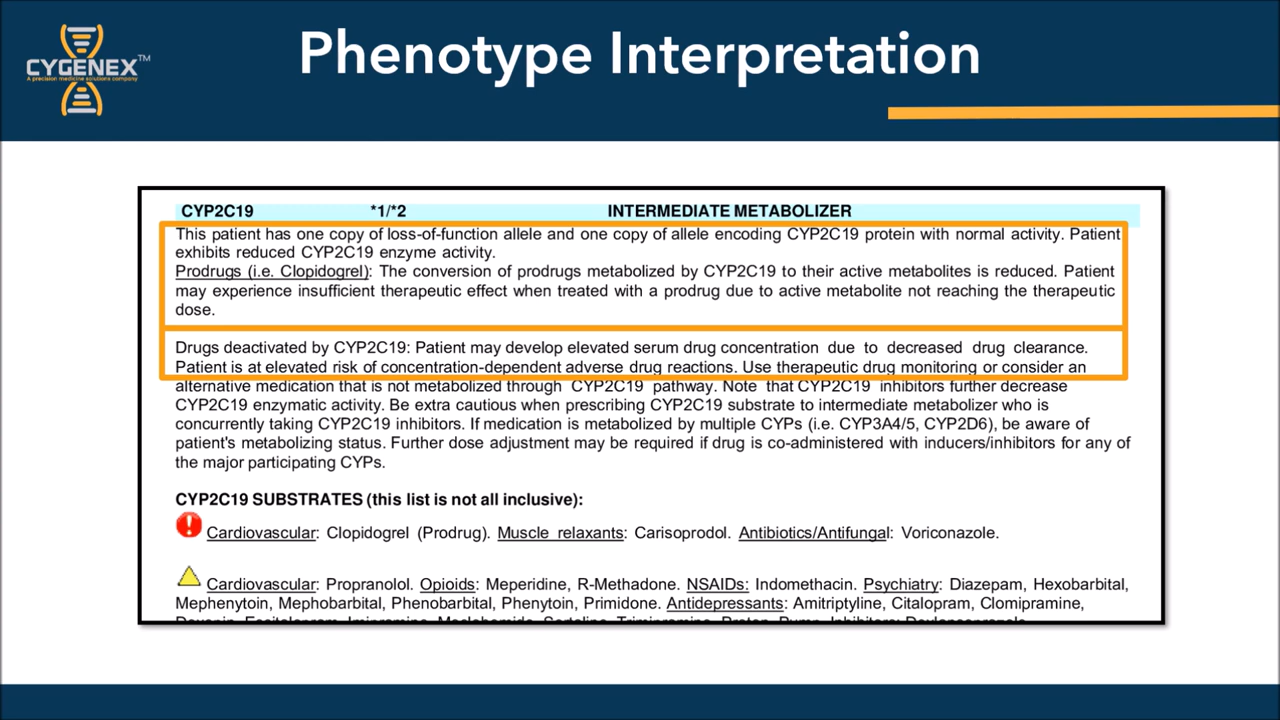 CYGENEX™
A precision medicine solutions company
Phenotype Interpretation
CYP2C19 *1/*2 INTERMEDIATE METABOLIZER
This patient has one copy of loss-of-function allele and one copy of allele encoding CYP2C19 protein with normal activity. Patient
exhibits reduced CYP2C19 enzyme activity.
Prodrugs (i.e. Clopidogrel): The conversion of prodrugs metabolized by CYP2C19 to their active metabolites is reduced. Patient
may experience insufficient therapeutic effect when treated with a prodrug due to active metabolite not reaching the therapeutic
dose.
Drugs deactivated by CYP2C19: Patient may develop elevated serum drug concentration due to decreased drug clearance.
Patient is at elevated risk of concentration-dependent adverse drug reactions. Use therapeutic drug monitoring or consider an
alternative medication that is not metabolized through CYP2C19 pathway. Note that CYP2C19 inhibitors further decrease
CYP2C19 enzymatic activity. Be extra cautious when prescribing CYP2C19 substrate to intermediate metabolizer who is
concurrently taking CYP2C19 inhibitors. If medication is metabolized by multiple CYPs (i.e. CYP3A4/5, CYP2D6), be aware of
patient's metabolizing status. Further dose adjustment may be required if drug is co-administered with inducers/inhibitors for any of
the major participating CYPs.
CYP2C19 SUBSTRATES (this list is not all inclusive):
Cardiovascular: Clopidogrel (Prodrug). Muscle relaxants: Carisoprodol. Antibiotics/Antifungal: Voriconazole.
Cardiovascular: Propranolol. Opioids: Meperidine, R-Methadone. NSAIDs: Indomethacin. Psychiatry: Diazepam, Hexobarbital,
Mephenytoin, Mephobarbital, Phenobarbital, Phenytoin, Primidone. Antidepressants: Amitriptyline, Citalopram, Clomipramine,